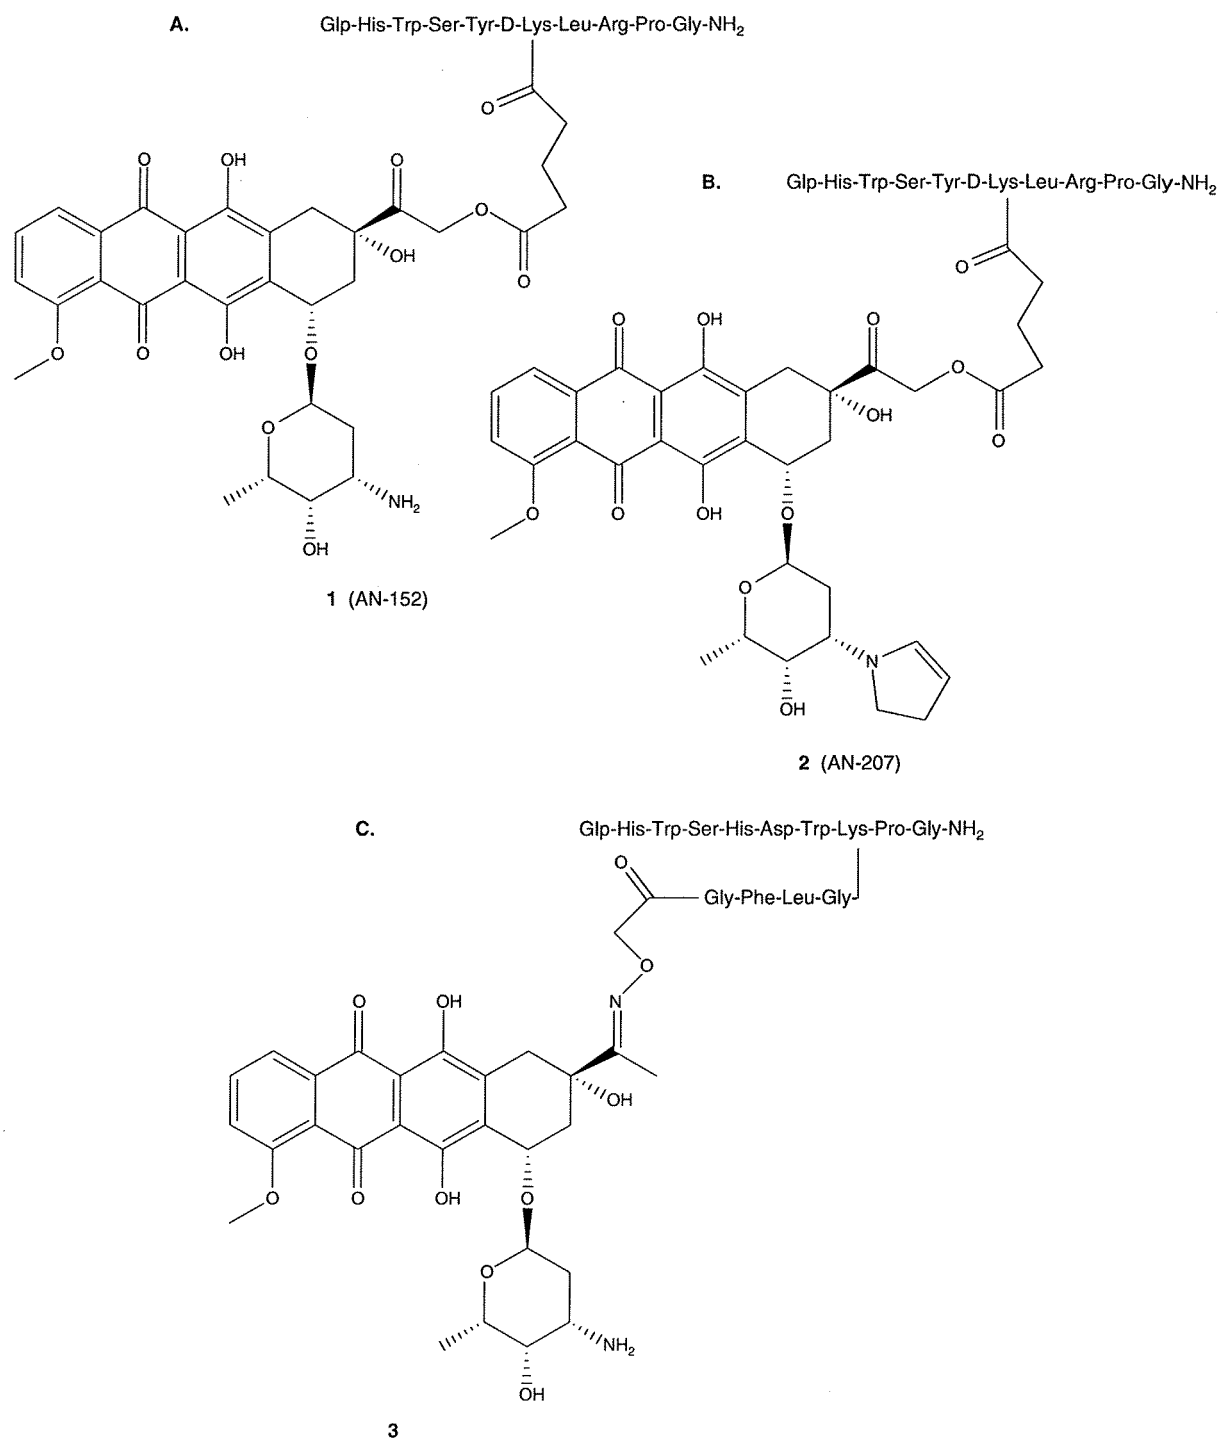 A.
Glp-His-Trp-Ser-Tyr-D-Lys-Leu-Arg-Pro-Gly-NH2
O
O
OH
O
O
OH
O
O
O
OH
O
O
NH2
OH
1 (AN-152)
B.
Glp-His-Trp-Ser-Tyr-D-Lys-Leu-Arg-Pro-Gly-NH2
O
O
OH
O
O
OH
O
O
O
OH
O
O
N
OH
2 (AN-207)
C.
Glp-His-Trp-Ser-His-Asp-Trp-Lys-Pro-Gly-NH2
O
Gly-Phe-Leu-Gly
O
N
O
OH
OH
O
O
OH
O
O
NH2
OH
3